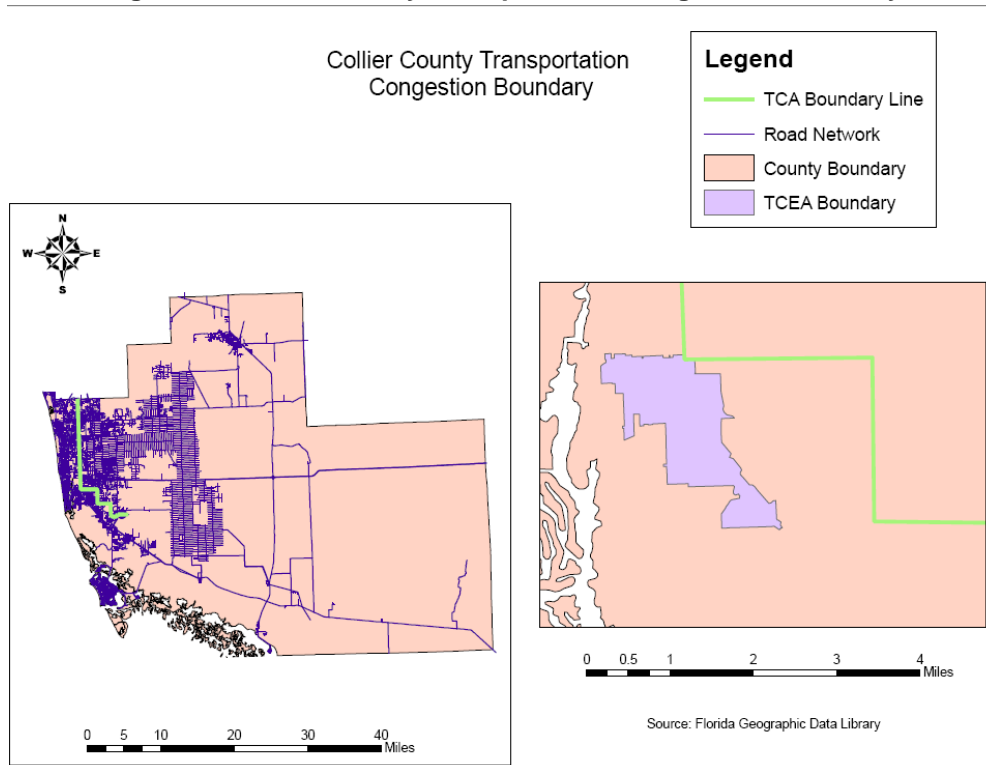 Collier County Transportation
Congestion Boundary
Legend
TCA Boundary Line
Road Network
County Boundary
TCEA Boundary
N
W E
S
0 5 10 20 30 40
Miles
0 0.5 1 2 3 4
Miles
Source: Florida Geographic Data Library